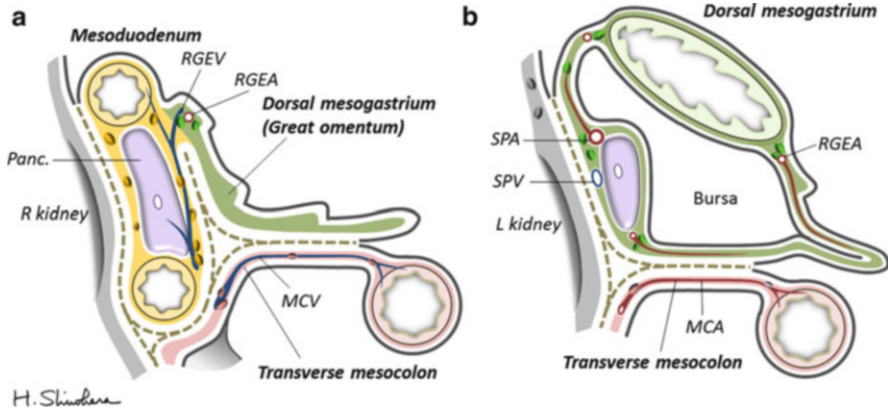 a
Mesoduodenum
RGEV
RGEA
Dorsal mesogastrium
(Great omentum)
Panc.
R kidney
MCV
Transverse mesocolon
H. Shinohara
b
Dorsal mesogastrium
SPA
RGEA
SPV
Bursa
L kidney
MCA
Transverse mesocolon